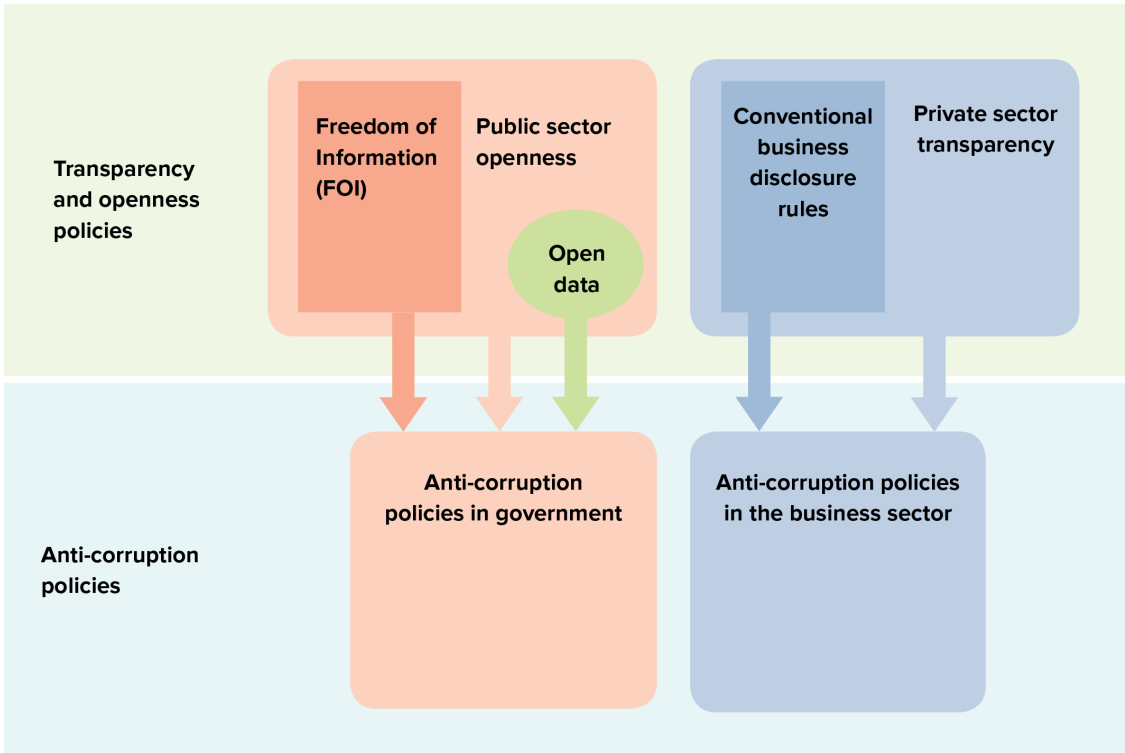 Transparency
and openness
policies
Freedom of
Information
(FOI)
Public sector
openness
Open
data
Conventional
business
disclosure
rules
Private sector
transparency
Anti-corruption
policies
Anti-corruption
policies in government
Anti-corruption policies
in the business sector